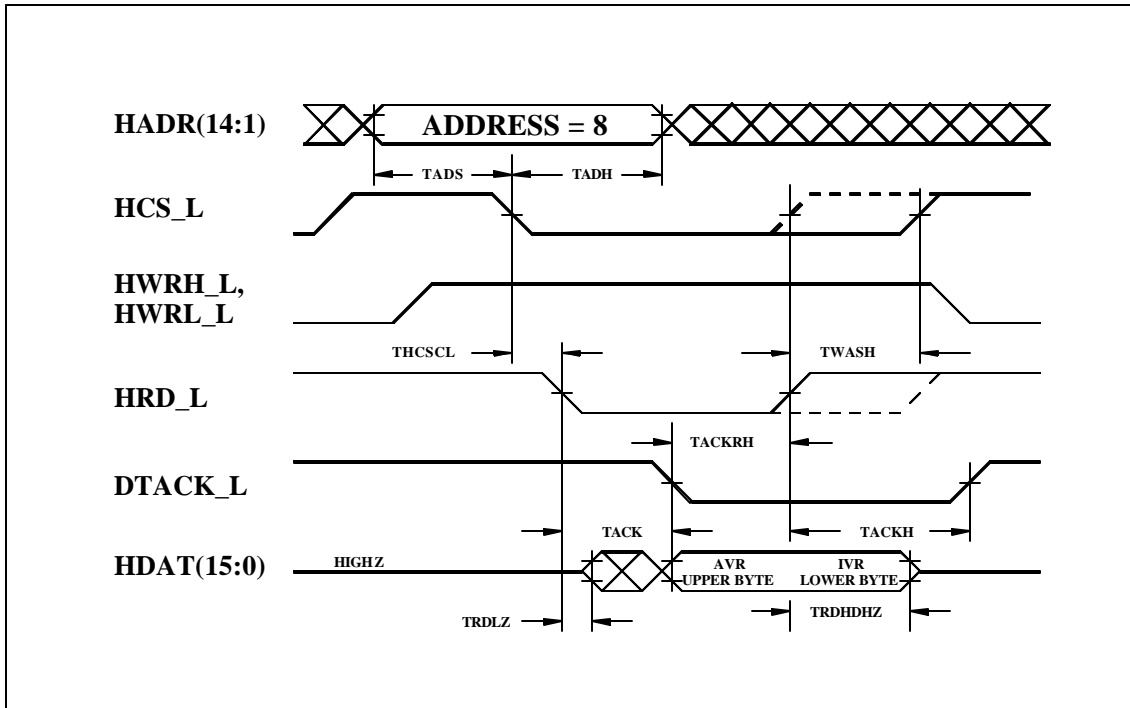 HADR(14:1)
ADDRESS = 8
TADS
TADH
HCS_L
HWRH_L,
HWRL_L
THCSCL
TWASH
HRD_L
TACKRH
DTACK_L
TACK
TACKH
HDAT(15:0)
HIGH Z
AVR
UPPER BYTE
IVR
LOWER BYTE
TRDLZ
TRDHDHZ